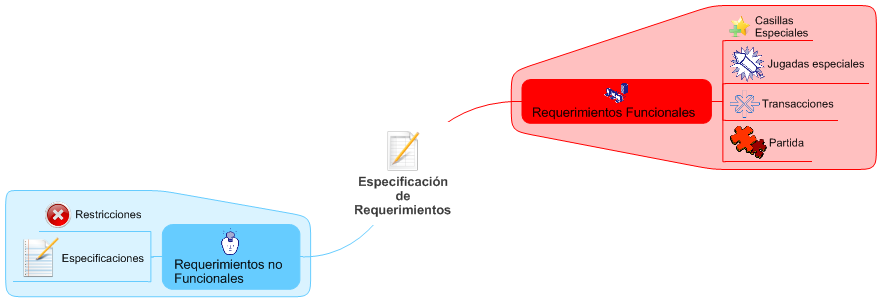 Casillas
Especiales
Jugadas especiales
Transacciones
Partida
Requerimientos Funcionales
Especificación
de
Requerimientos
Restricciones
Especificaciones
Requerimientos no
Funcionales